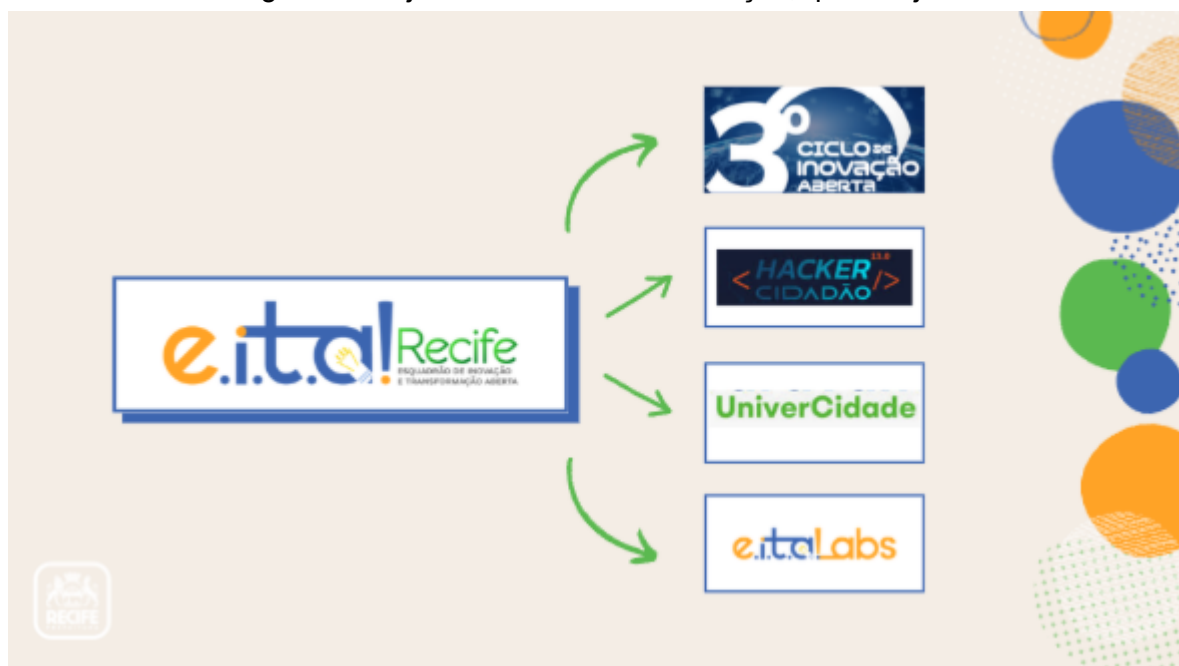 e.i.t.a! Recife
ESQUADRÃO DE INOVAÇÃO
E TRANSFORMAÇÃO ABERTA
3º
CICLO DE
INOVAÇÃO
ABERTA
13.0
< HACKER />
CIDADÃO
UniverCidade
e.i.t.a!Labs
RECIFE